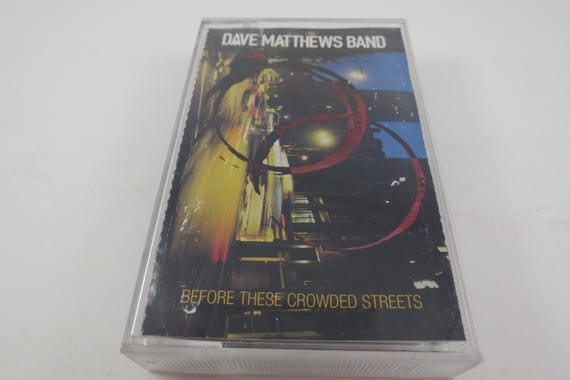 DAVE MATTHEWS BAND
BEFORE THESE CROWDED STREETS